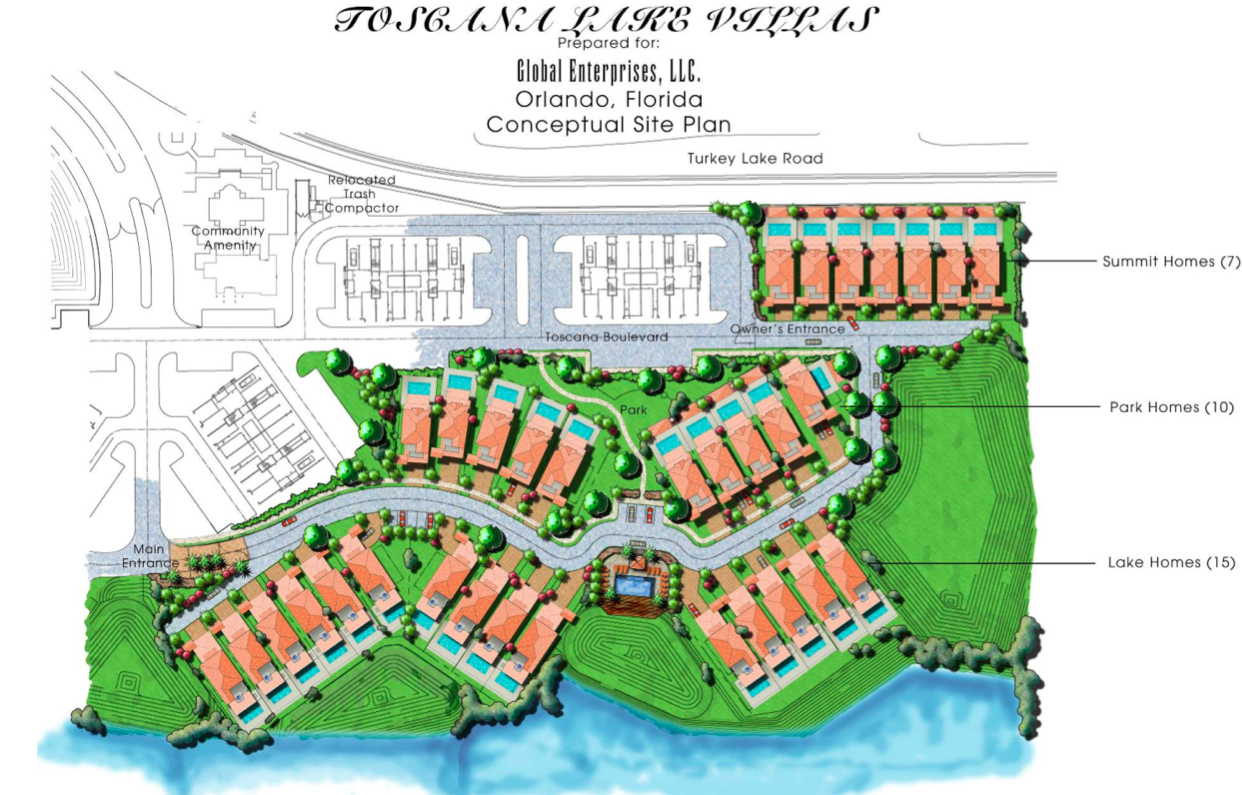 TOSCANA LAKE VILLAS
Prepared for:
Global Enterprises, LLC.
Orlando, Florida
Conceptual Site Plan
Turkey Lake Road
Relocated
Trash
Compactor
Community
Amenity
Summit Homes (7)
Owner's Entrance
Toscana Boulevard
Park
Park Homes (10)
Main
Entrance
Lake Homes (15)